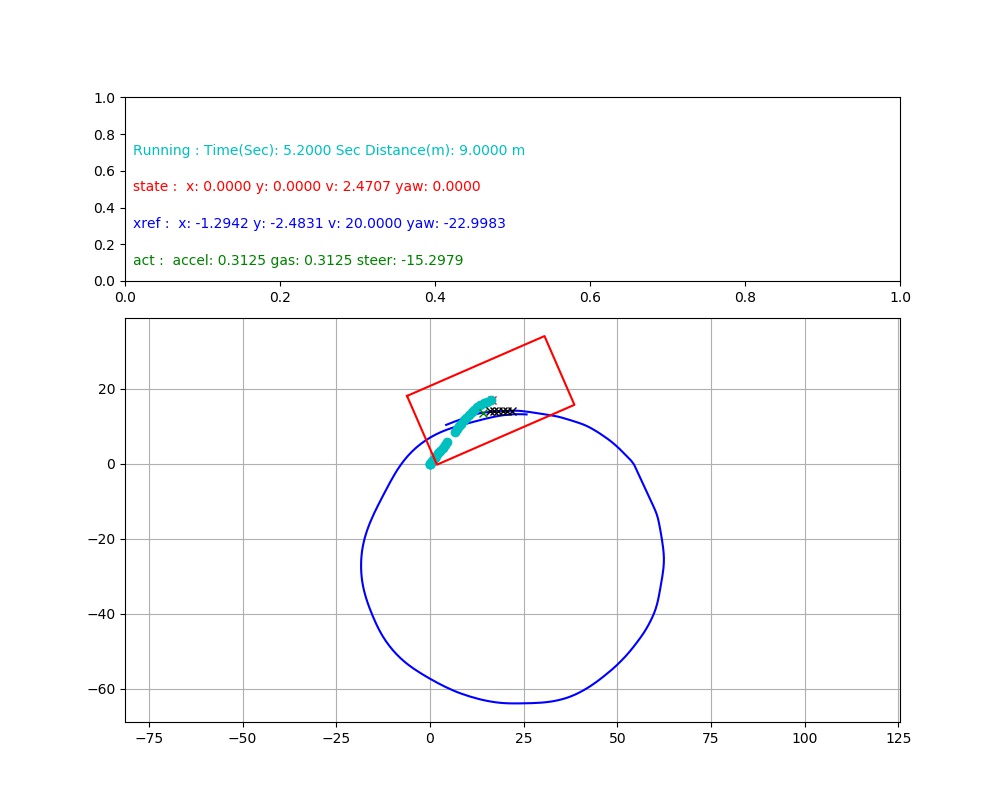 1.0
0.8
Running : Time(Sec): 5.2000 Sec Distance(m): 9.0000 m
0.6
state :  x: 0.0000 y: 0.0000 v: 2.4707 yaw: 0.0000
0.4
xref :  x: -1.2942 y: -2.4831 v: 20.0000 yaw: -22.9983
0.2
act :  accel: 0.3125 gas: 0.3125 steer: -15.2979
0.0
0.0 0.2 0.4 0.6 0.8 1.0
20
0
−20
−40
−60
−75 −50 −25 0 25 50 75 100 125